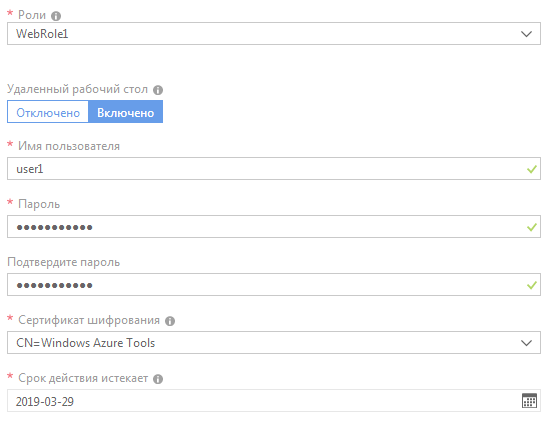 * Роли
WebRole1
Удаленный рабочий стол
Отключено Включено
* Имя пользователя
user1
* Пароль
●●●●●●●●●●●
Подтвердите пароль
●●●●●●●●●●●
* Сертификат шифрования
CN=Windows Azure Tools
* Срок действия истекает
2019-03-29